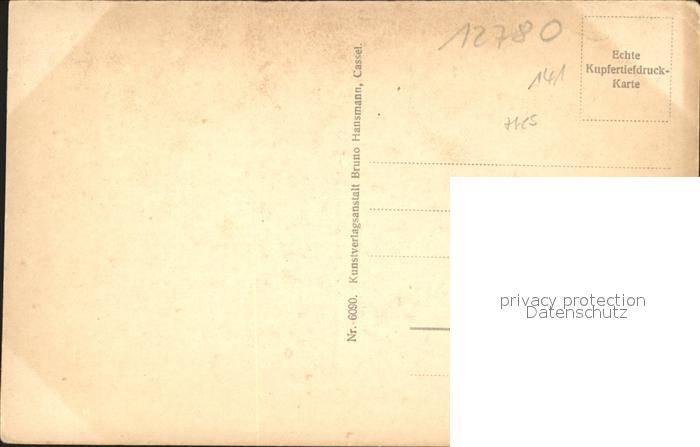 12780
Echte
Kupfertiefdruck-
Karte
141
Nr. 6090. Kunstverlagsanstalt Bruno Hansmann, Cassel.
privacy protection
Datenschutz